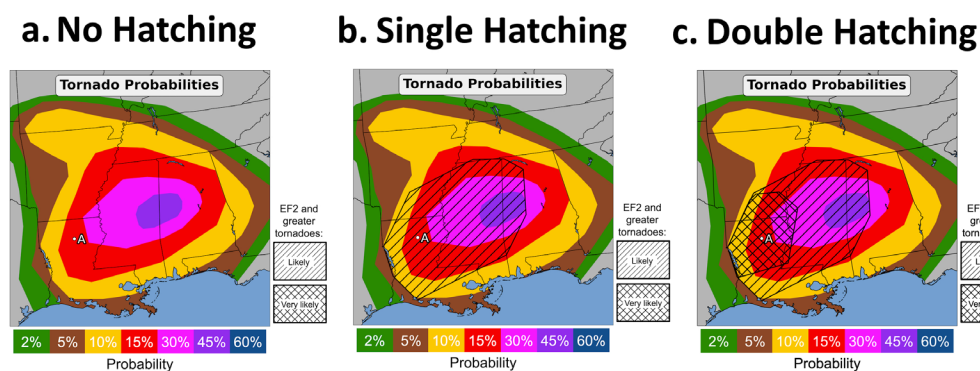 a. No Hatching
Tornado Probabilities
A
EF2 and
greater
tornadoes:
Likely
Very likely
2% 5% 10% 15% 30% 45% 60%
Probability
b. Single Hatching
Tornado Probabilities
A
EF2 and
greater
tornadoes:
Likely
Very likely
2% 5% 10% 15% 30% 45% 60%
Probability
c. Double Hatching
Tornado Probabilities
A
2% 5% 10% 15% 30% 45% 60%
Probability